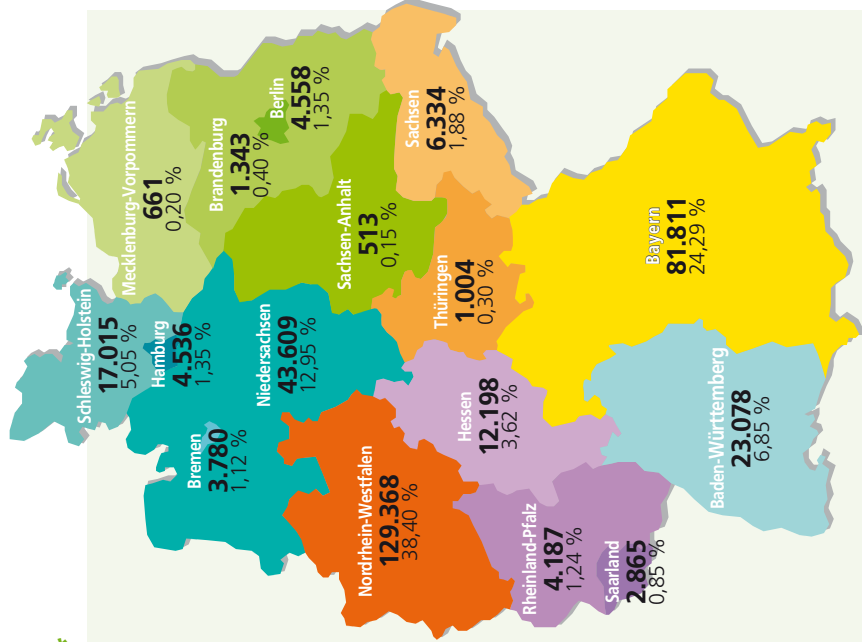 *
Schleswig-Holstein
17.015
5,05 %
Hamburg
4.536
1,35 %
Mecklenburg-Vorpommern
661
0,20 %
Bremen
3.780
1,12 %
Niedersachsen
43.609
12,95 %
Brandenburg
1.343
0,40 %
Berlin
4.558
1,35 %
Sachsen-Anhalt
513
0,15 %
Nordrhein-Westfalen
129.368
38,40 %
Hessen
12.198
3,62 %
Thüringen
1.004
0,30 %
Sachsen
6.334
1,88 %
Rheinland-Pfalz
4.187
1,24 %
Saarland
2.865
0,85 %
Baden-Württemberg
23.078
6,85 %
Bayern
81.811
24,29 %